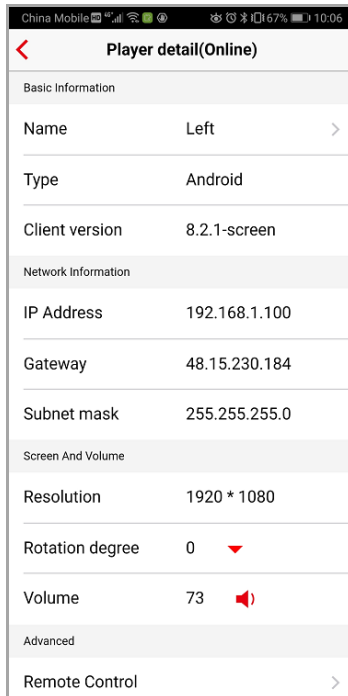 China Mobile HD 4G 67% 10:06
Player detail(Online)
Basic Information
Name Left
Type Android
Client version 8.2.1-screen
Network Information
IP Address 192.168.1.100
Gateway 48.15.230.184
Subnet mask 255.255.255.0
Screen And Volume
Resolution 1920 * 1080
Rotation degree 0
Volume 73
Advanced
Remote Control